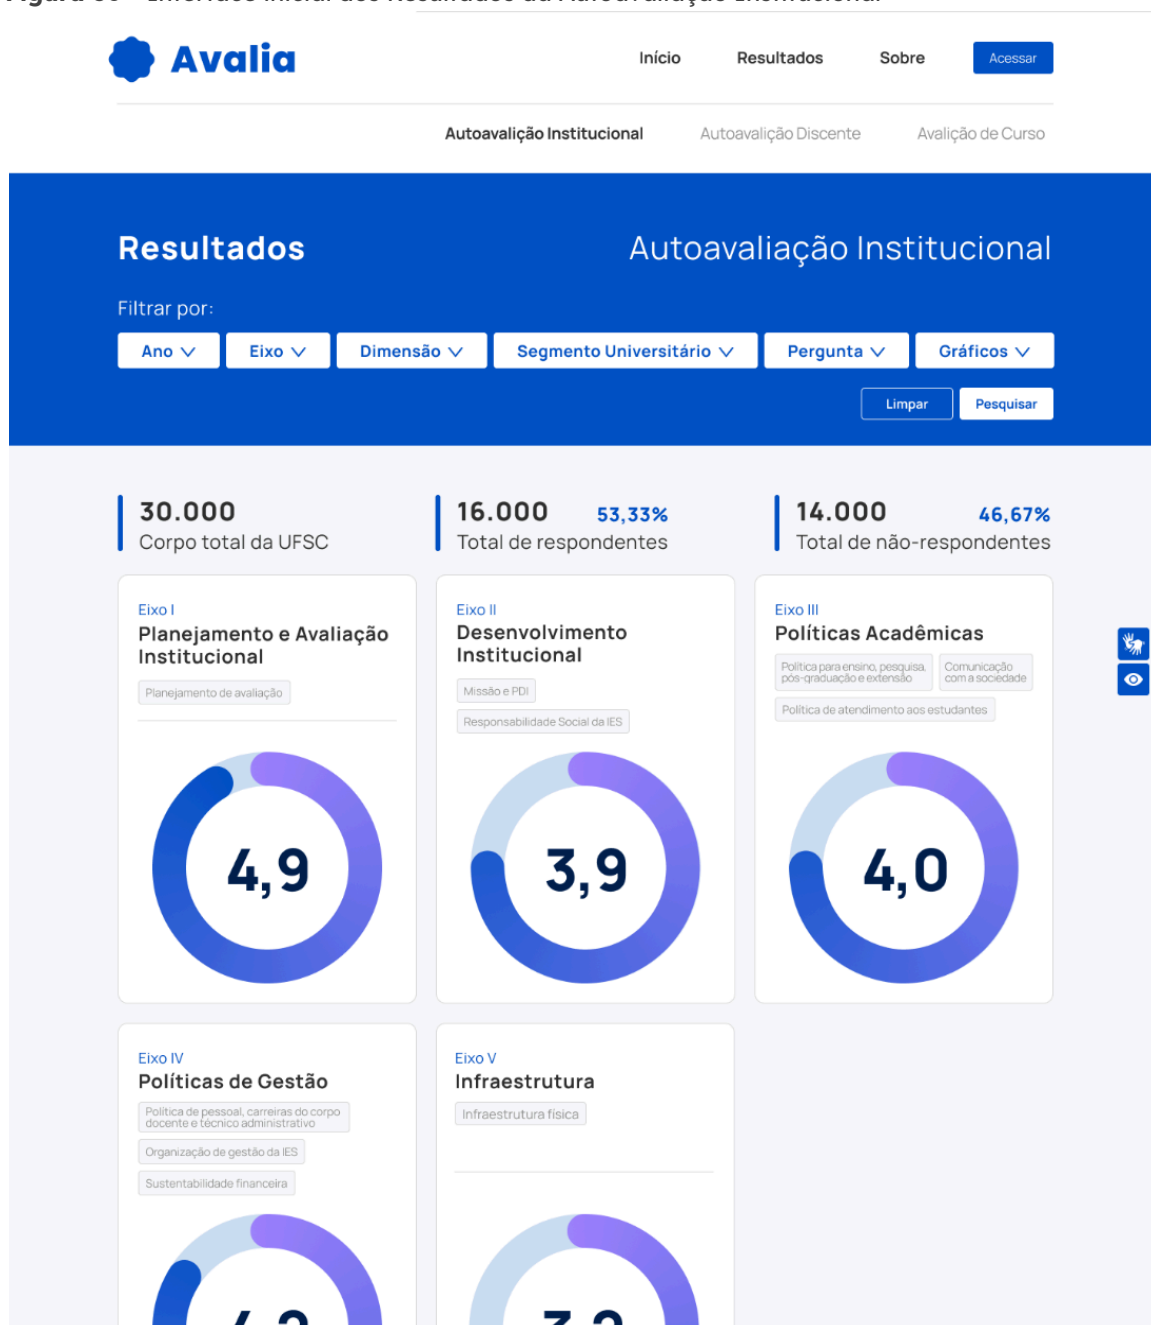 Avalia
Início Resultados Sobre Acessar
Autoavalição Institucional Autoavalição Discente Avalição de Curso
Resultados Autoavaliação Institucional
Filtrar por:
Ano Eixo Dimensão Segmento Universitário Pergunta Gráficos
Limpar Pesquisar
30.000
Corpo total da UFSC
16.000 53,33%
Total de respondentes
14.000 46,67%
Total de não-respondentes
Eixo I
Planejamento e Avaliação
Institucional
Planejamento de avaliação
4,9
Eixo II
Desenvolvimento
Institucional
Missão e PDI
Responsabilidade Social da IES
3,9
Eixo III
Políticas Acadêmicas
Política para ensino, pesquisa,
pós-graduação e extensão
Comunicação
com a sociedade
Política de atendimento aos estudantes
4,0
Eixo IV
Políticas de Gestão
Política de pessoal, carreiras do corpo
docente e técnico administrativo
Organização de gestão da IES
Sustentabilidade financeira
Eixo V
Infraestrutura
Infraestrutura física